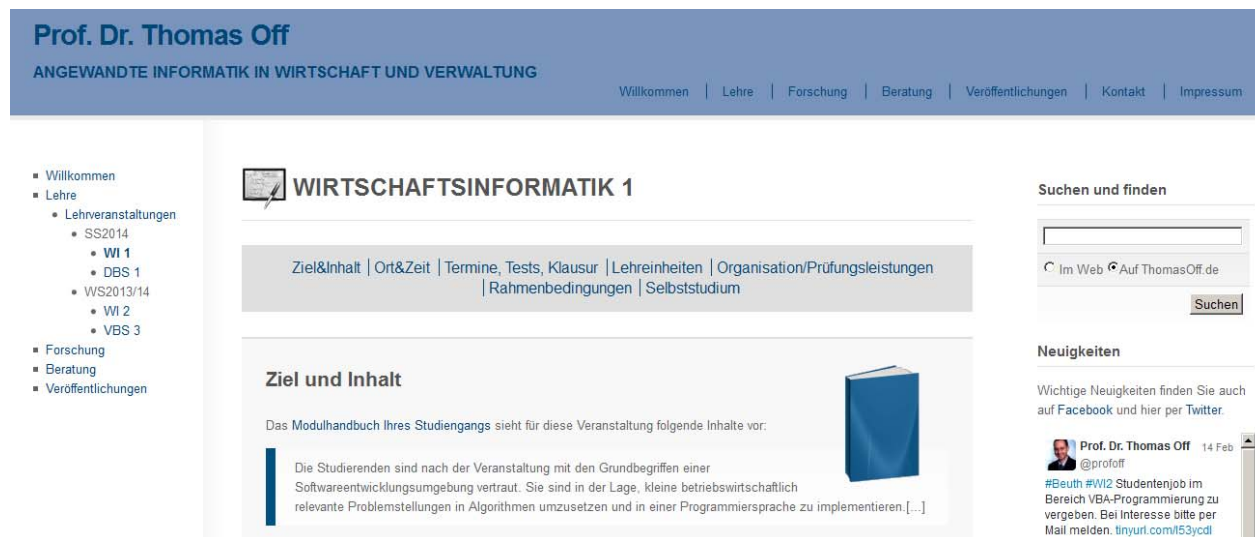 Prof. Dr. Thomas Off
ANGEWANDTE INFORMATIK IN WIRTSCHAFT UND VERWALTUNG
Willkommen | Lehre | Forschung | Beratung | Veröffentlichungen | Kontakt | Impressum
Willkommen
Lehre
Lehrveranstaltungen
SS2014
WI 1
DBS 1
WS2013/14
WI 2
VBS 3
Forschung
Beratung
Veröffentlichungen
WIRTSCHAFTSINFORMATIK 1
Ziel&Inhalt | Ort&Zeit | Termine, Tests, Klausur | Lehreinheiten | Organisation/Prüfungsleistungen
| Rahmenbedingungen | Selbststudium
Ziel und Inhalt
Das Modulhandbuch Ihres Studiengangs sieht für diese Veranstaltung folgende Inhalte vor:
Die Studierenden sind nach der Veranstaltung mit den Grundbegriffen einer
Softwareentwicklungsumgebung vertraut. Sie sind in der Lage, kleine betriebswirtschaftlich
relevante Problemstellungen in Algorithmen umzusetzen und in einer Programmiersprache zu implementieren.[...]
Suchen und finden
Im Web Auf ThomasOff.de
Suchen
Neuigkeiten
Wichtige Neuigkeiten finden Sie auch
auf Facebook und hier per Twitter.
Prof. Dr. Thomas Off 14 Feb
@profoff
#Beuth #WI2 Studentenjob im
Bereich VBA-Programmierung zu
vergeben. Bei Interesse bitte per
Mail melden. tinyurl.com/l53ycdl